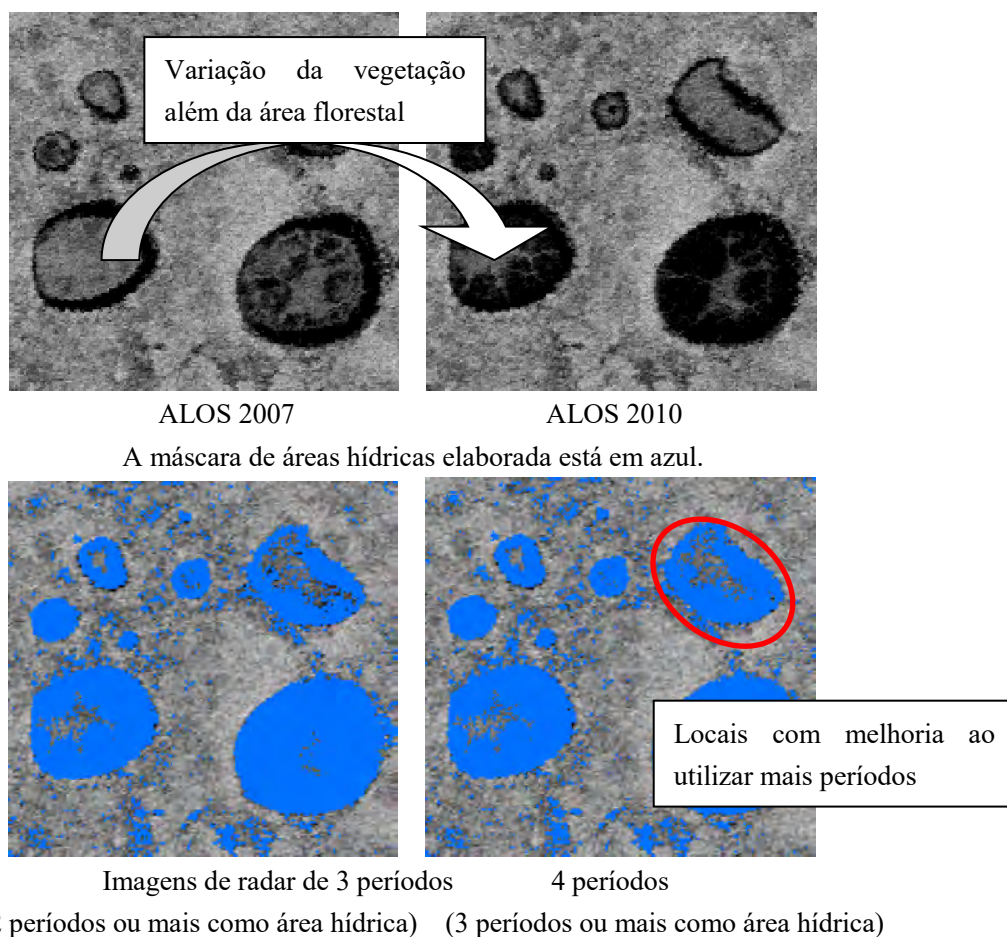 Variação da vegetação
além da área florestal
ALOS 2007 ALOS 2010
A máscara de áreas hídricas elaborada está em azul.
Locais com melhoria ao
utilizar mais períodos
Imagens de radar de 3 períodos 4 períodos
períodos ou mais como área hídrica) (3 períodos ou mais como área hídrica)